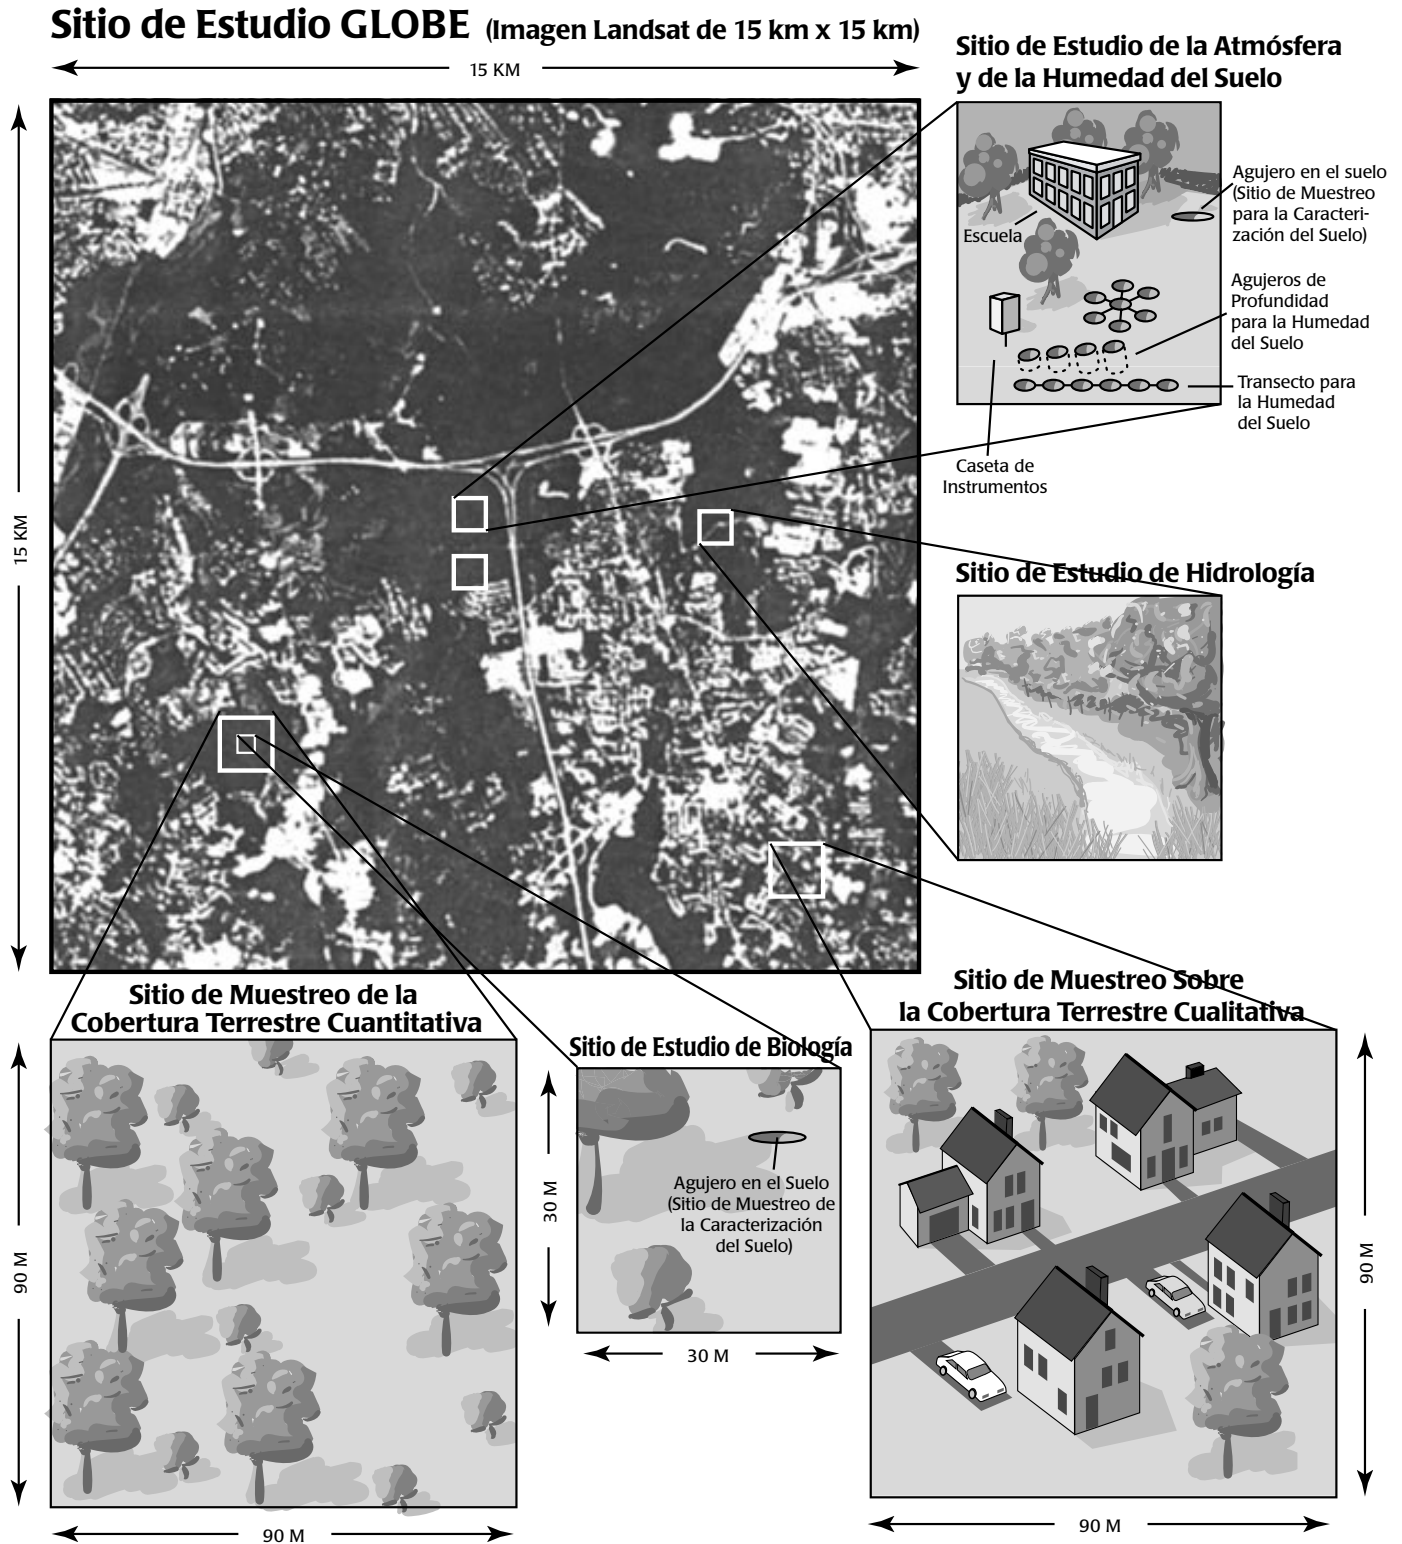 Sitio de Estudio GLOBE (Imagen Landsat de 15 km x 15 km)
15 KM
15 KM
Sitio de Estudio de la Atmósfera
y de la Humedad del Suelo
Agujero en el suelo
(Sitio de Muestreo
para la Caracteri-
zación del Suelo)
Escuela
Agujeros de
Profundidad
para la Humedad
del Suelo
Transecto para
la Humedad
del Suelo
Caseta de
Instrumentos
Sitio de Estudio de Hidrología
Sitio de Muestreo de la
Cobertura Terrestre Cuantitativa
90 M
90 M
Sitio de Estudio de Biología
30 M
Agujero en el Suelo
(Sitio de Muestreo de
la Caracterización
del Suelo)
30 M
Sitio de Muestreo Sobre
la Cobertura Terrestre Cualitativa
90 M
90 M